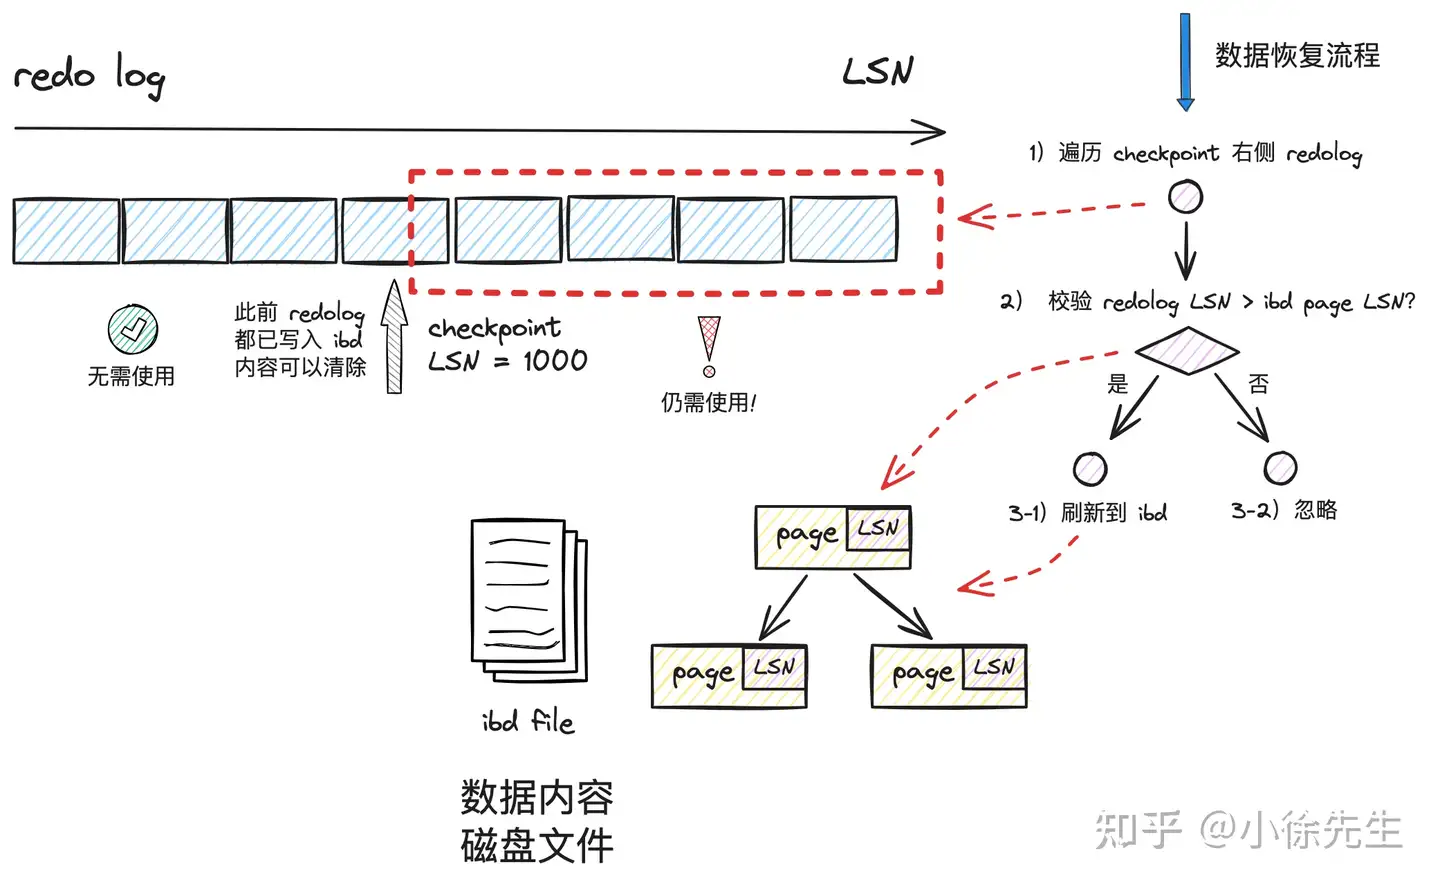 redo log
LSN
数据恢复流程
1) 遍历 checkpoint 右侧 redolog
2) 校验 redolog LSN > ibd page LSN?
无需使用
此前 redolog
都已写入 ibd
内容可以清除
checkpoint
LSN = 1000
仍需使用!
是
否
3-1) 刷新到 ibd
3-2) 忽略
page LSN
page LSN
page LSN
ibd file
数据内容
磁盘文件
知乎 @小徐先生